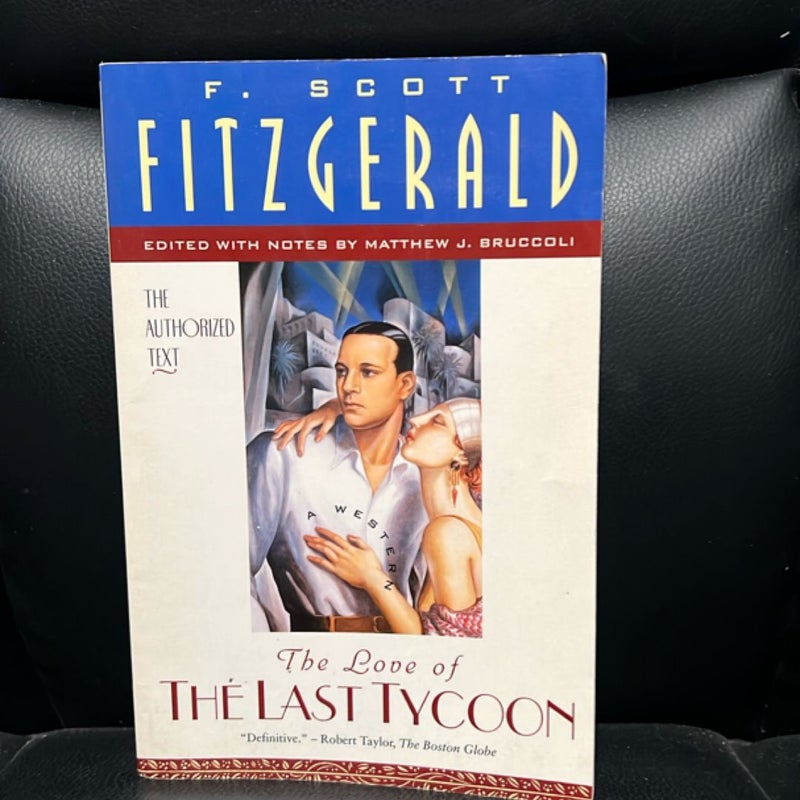 F. SCOTT
FITZGERALD
EDITED WITH NOTES BY MATTHEW J. BRUCCOLI
THE
AUTHORIZED
TEXT
A WESTERN
The Love of
THE LAST TYCOON
“Definitive.” – Robert Taylor, The Boston Globe